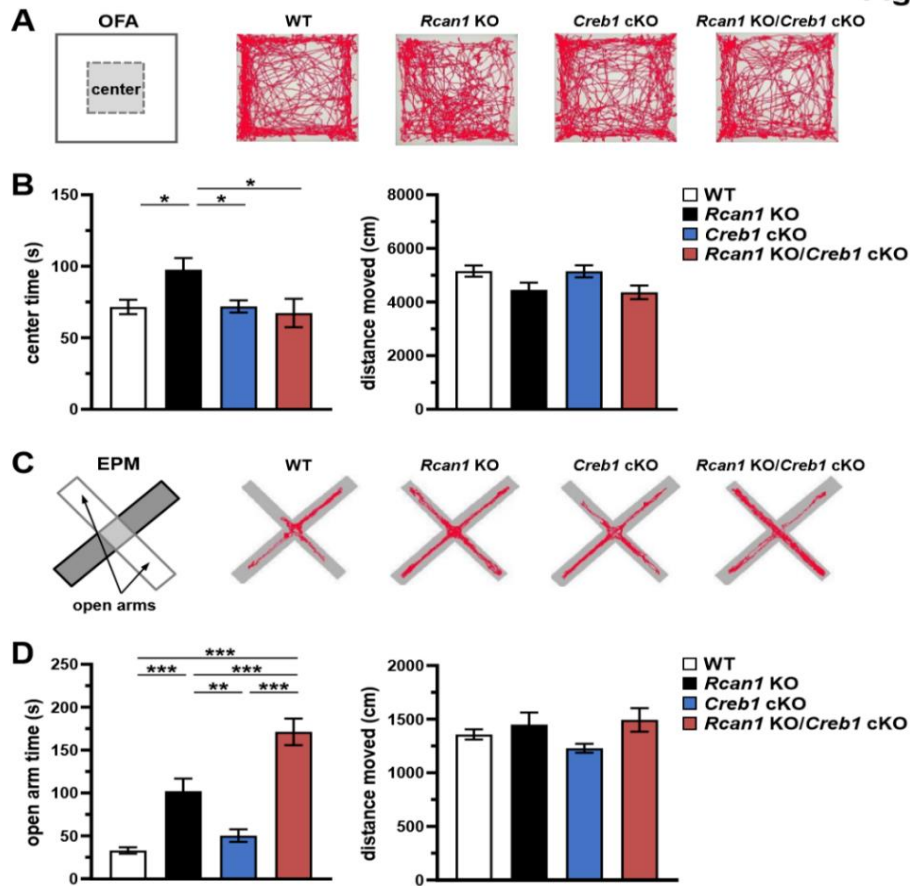 A
OFA
WT
Rcan1 KO
Creb1 cKO
Rcan1 KO/Creb1 cKO
center
B
150
100
50
0
center time (s)
*
*
*
8000
6000
4000
2000
0
distance moved (cm)
WT
Rcan1 KO
Creb1 cKO
Rcan1 KO/Creb1 cKO
C
EPM
WT
Rcan1 KO
Creb1 cKO
Rcan1 KO/Creb1 cKO
open arms
D
250
200
150
100
50
0
open arm time (s)
***
*** ***
** ***
2000
1500
1000
500
0
distance moved (cm)
WT
Rcan1 KO
Creb1 cKO
Rcan1 KO/Creb1 cKO